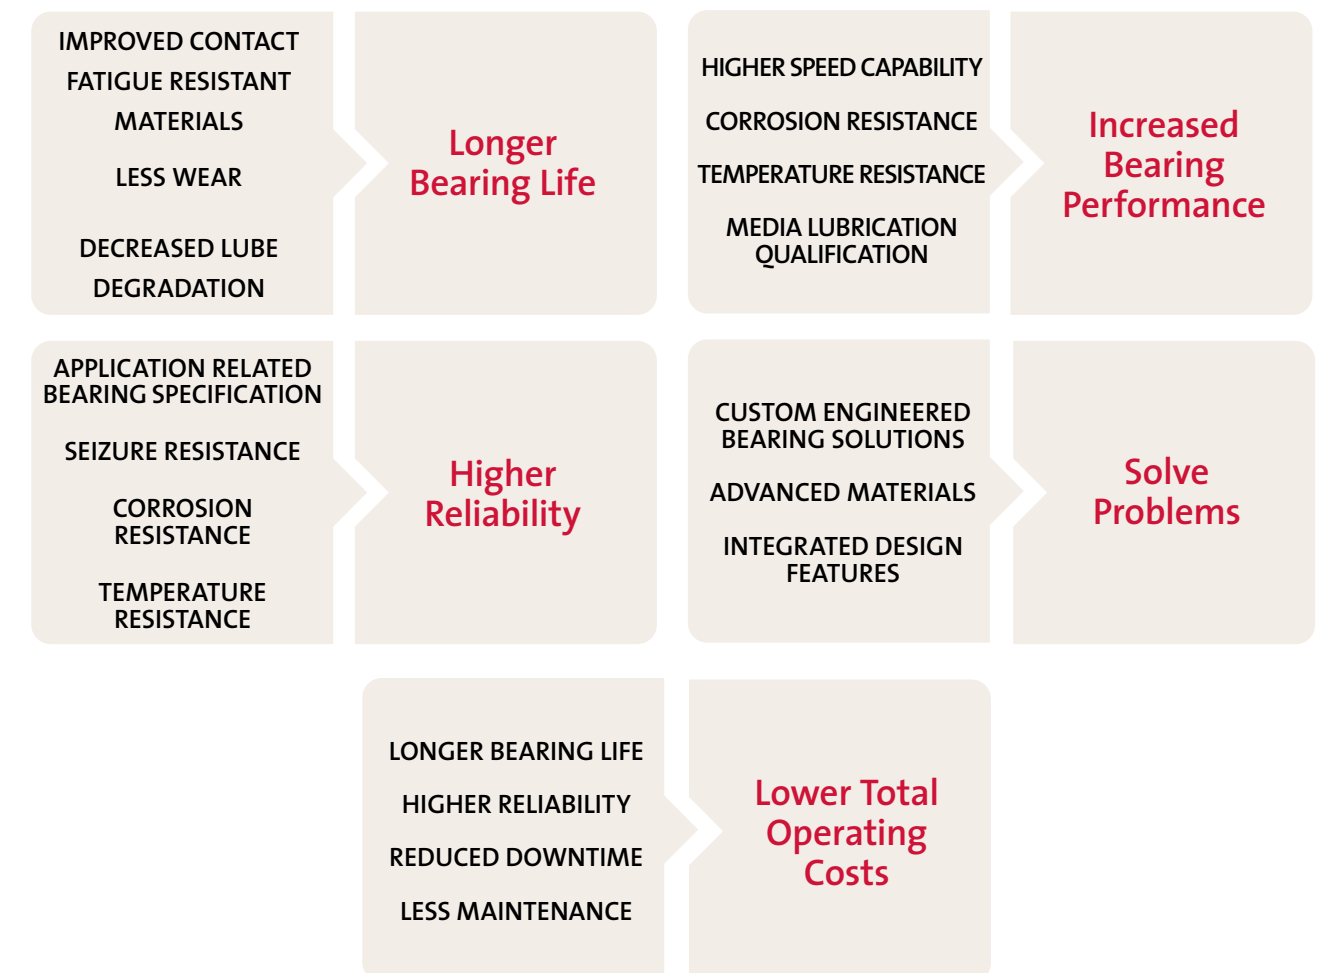 IMPROVED CONTACT
FATIGUE RESISTANT
MATERIALS
LESS WEAR
DECREASED LUBE
DEGRADATION
Longer
Bearing Life
HIGHER SPEED CAPABILITY
CORROSION RESISTANCE
TEMPERATURE RESISTANCE
MEDIA LUBRICATION
QUALIFICATION
Increased
Bearing
Performance
APPLICATION RELATED
BEARING SPECIFICATION
SEIZURE RESISTANCE
CORROSION
RESISTANCE
TEMPERATURE
RESISTANCE
Higher
Reliability
CUSTOM ENGINEERED
BEARING SOLUTIONS
ADVANCED MATERIALS
INTEGRATED DESIGN
FEATURES
Solve
Problems
LONGER BEARING LIFE
HIGHER RELIABILITY
REDUCED DOWNTIME
LESS MAINTENANCE
Lower Total
Operating
Costs